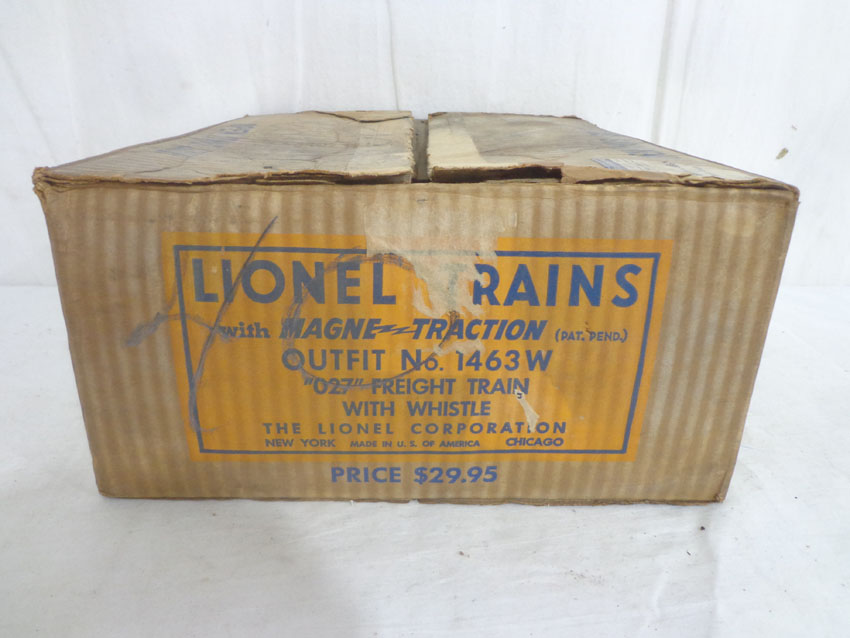 LIONEL TRAINS
with MAGNE-TRACTION (PAT. PEND.)
OUTFIT No. 1463W
"027" FREIGHT TRAIN
WITH WHISTLE
THE LIONEL CORPORATION
NEW YORK MADE IN U. S. OF AMERICA CHICAGO
PRICE $29.95